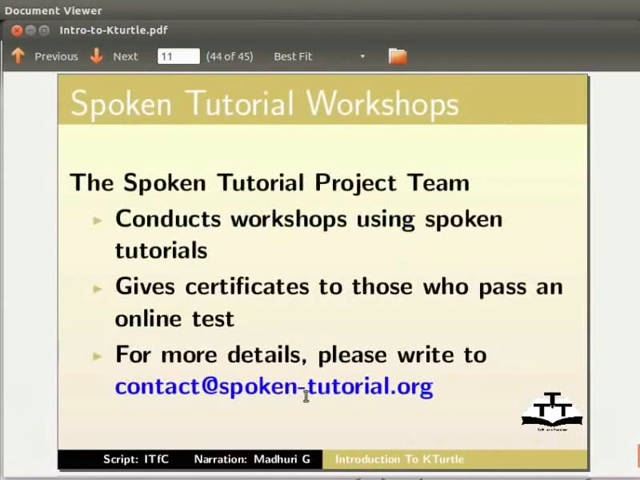 Document Viewer
Intro-to-Kturtle.pdf
Previous Next 11 (44 of 45) Best Fit
Spoken Tutorial Workshops
The Spoken Tutorial Project Team
Conducts workshops using spoken
tutorials
Gives certificates to those who pass an
online test
For more details, please write to
contact@spoken-tutorial.org
Script: ITfC Narration: Madhuri G Introduction To KTurtle